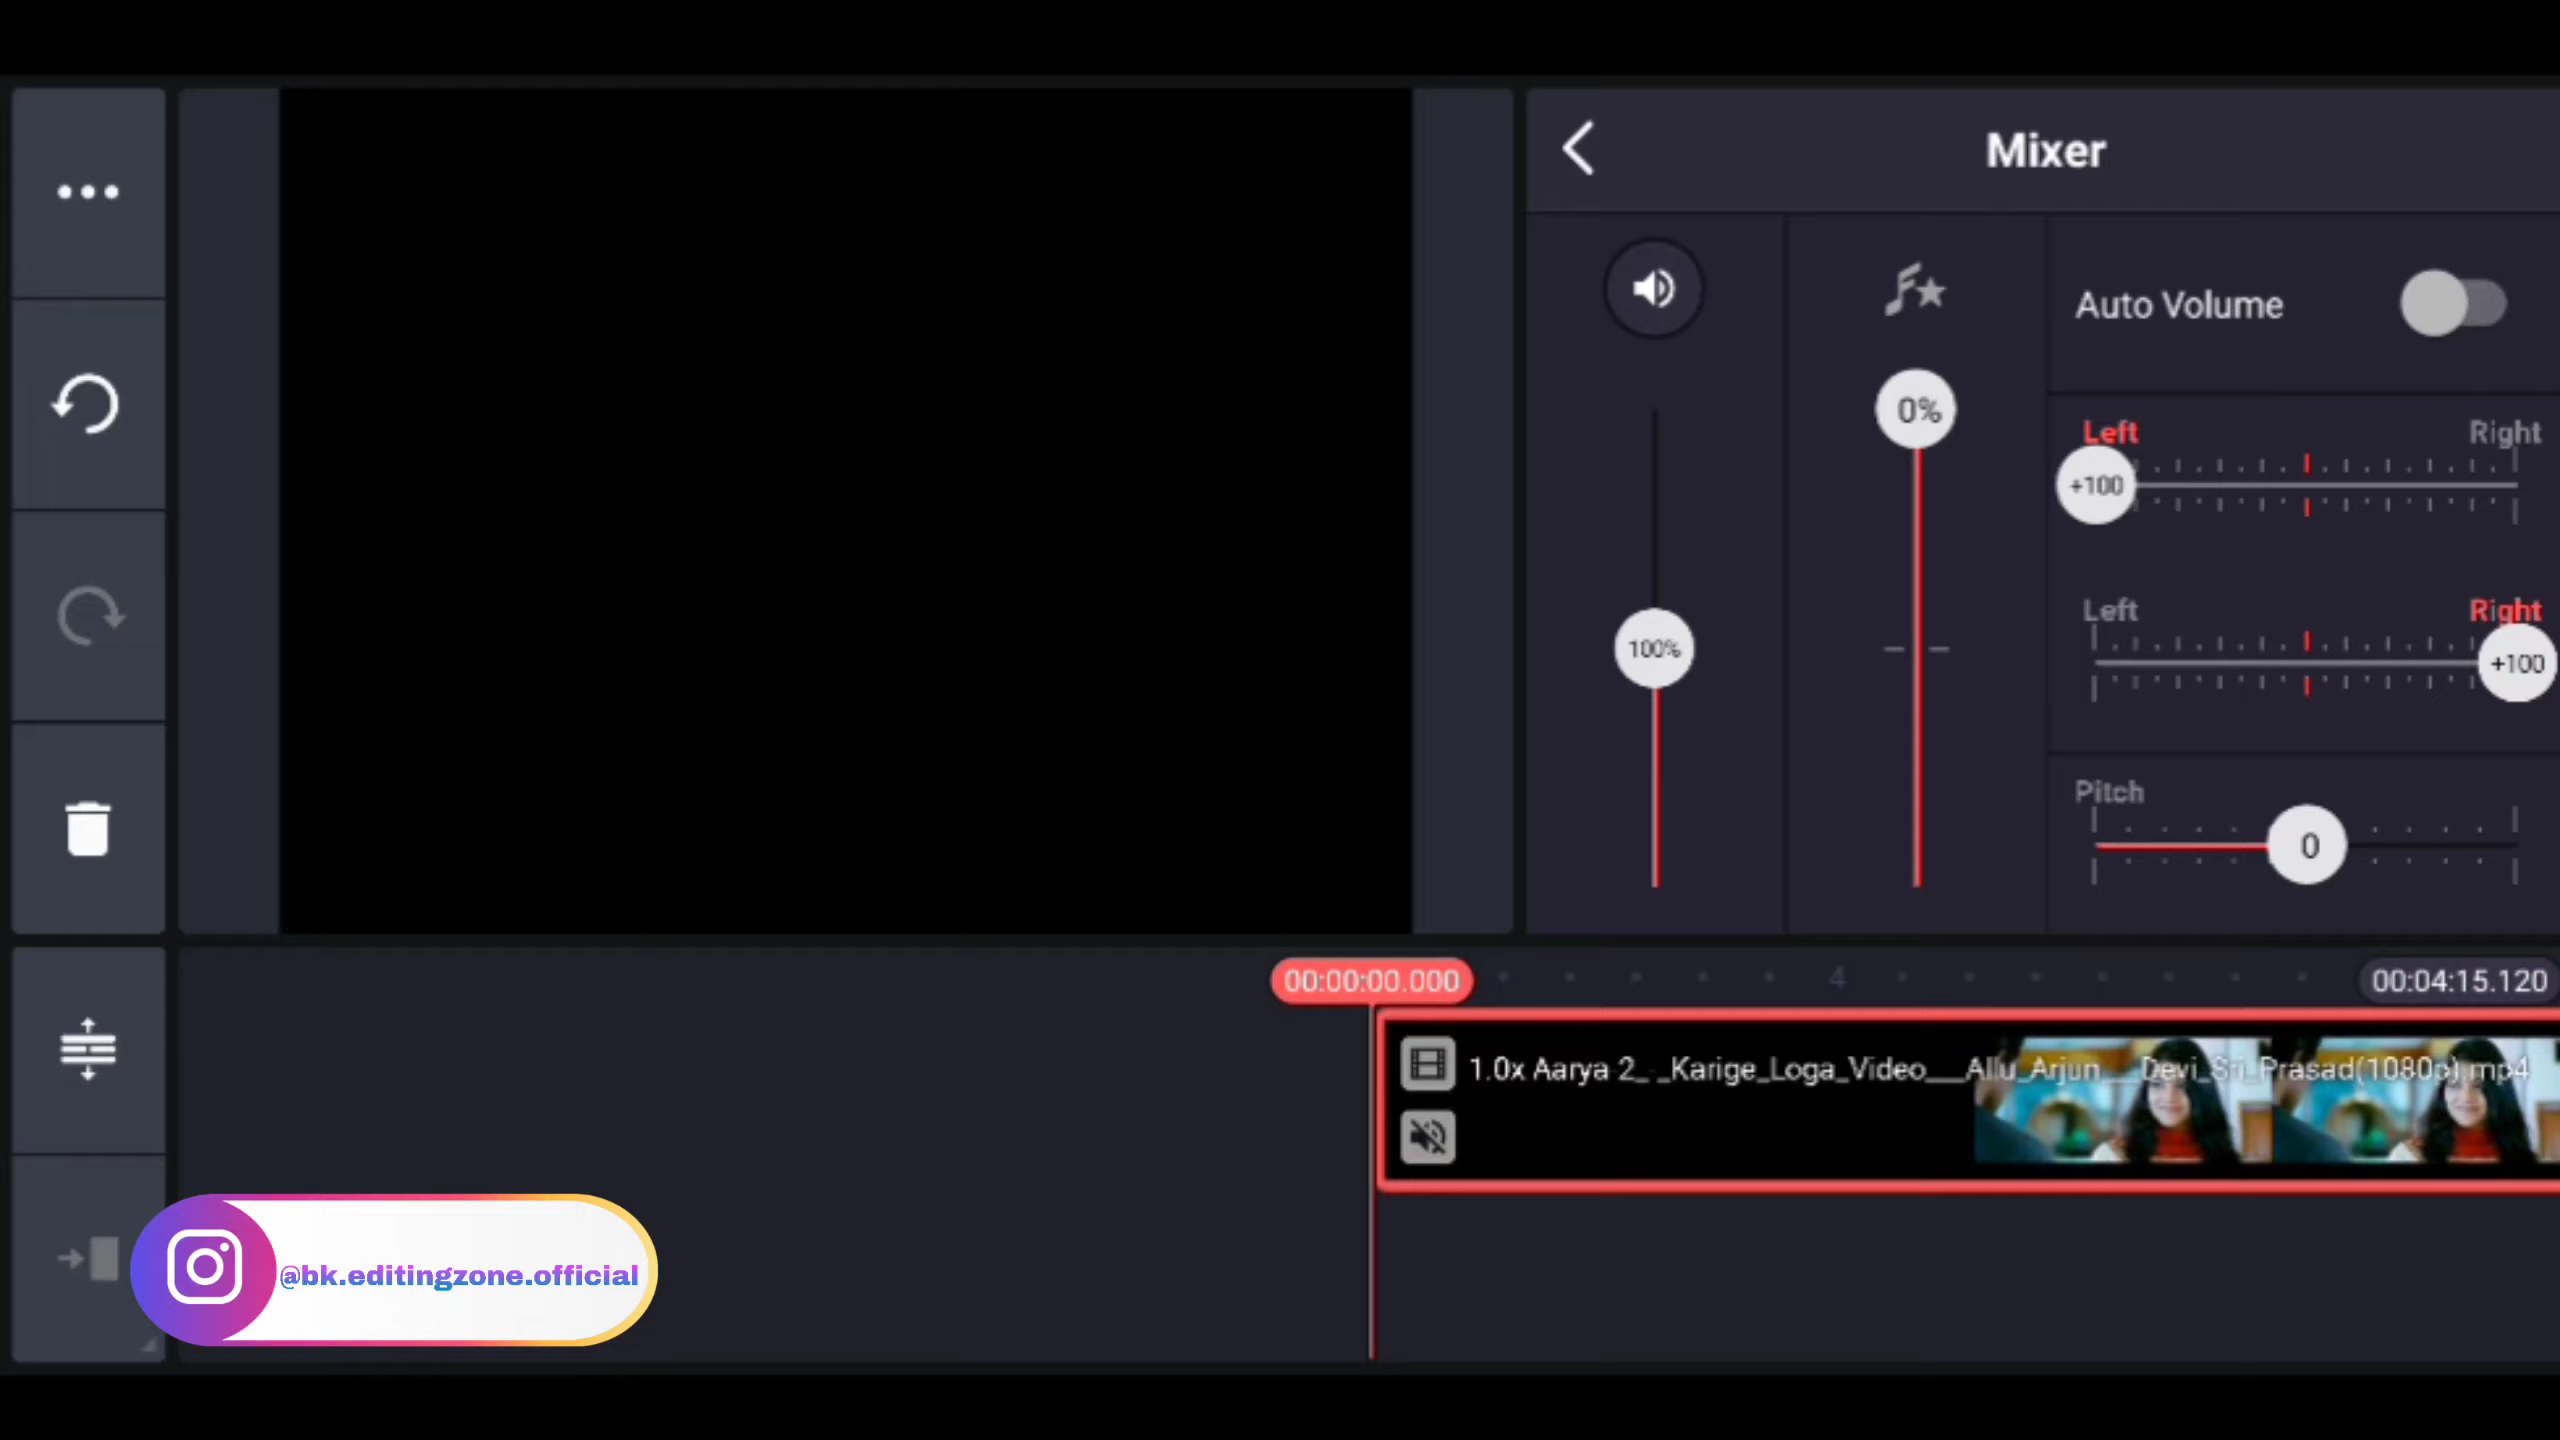 Mixer
Auto Volume
0%
Left Right
+100
100%
Left Right
+100
Pitch
0
00:00:00.000
4
00:04:15.120
1.0x Aarya 2_-_Karige_Loga_Video___Allu_Arjun___Devi_Sri_Prasad(1080p).mp4
@bk.editingzone.official